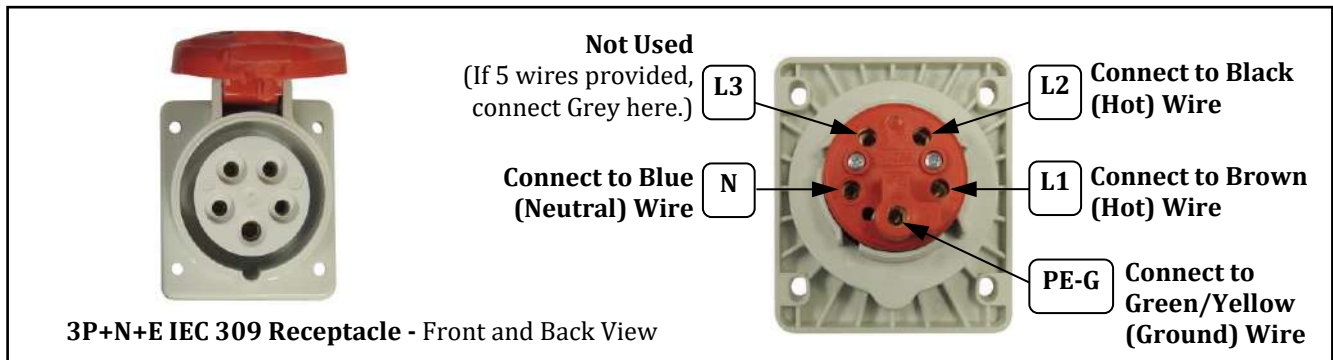 Not Used
(If 5 wires provided,
connect Grey here.)
L3
L2
Connect to Black
(Hot) Wire
Connect to Blue
(Neutral) Wire
N
L1
Connect to Brown
(Hot) Wire
PE-G
Connect to
Green/Yellow
(Ground) Wire
3P+N+E IEC 309 Receptacle - Front and Back View